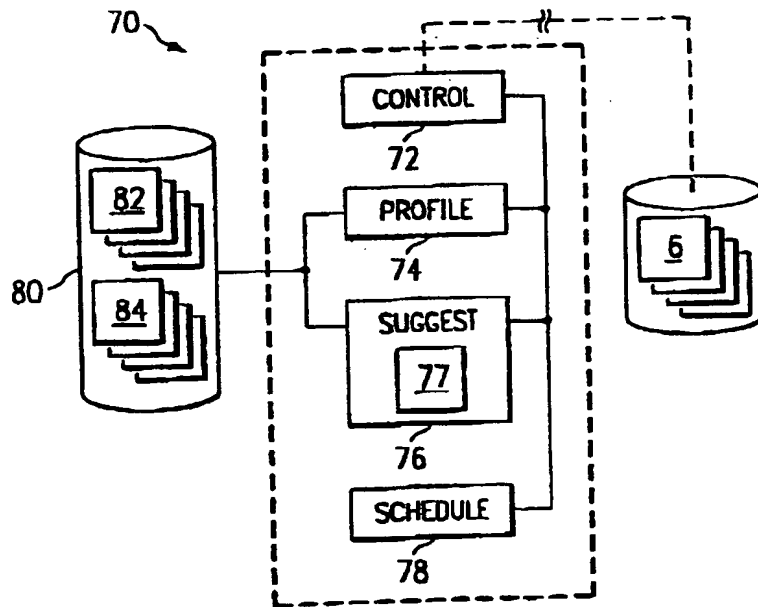 70
CONTROL
72
82
PROFILE
6
74
80
84
SUGGEST
77
76
SCHEDULE
78